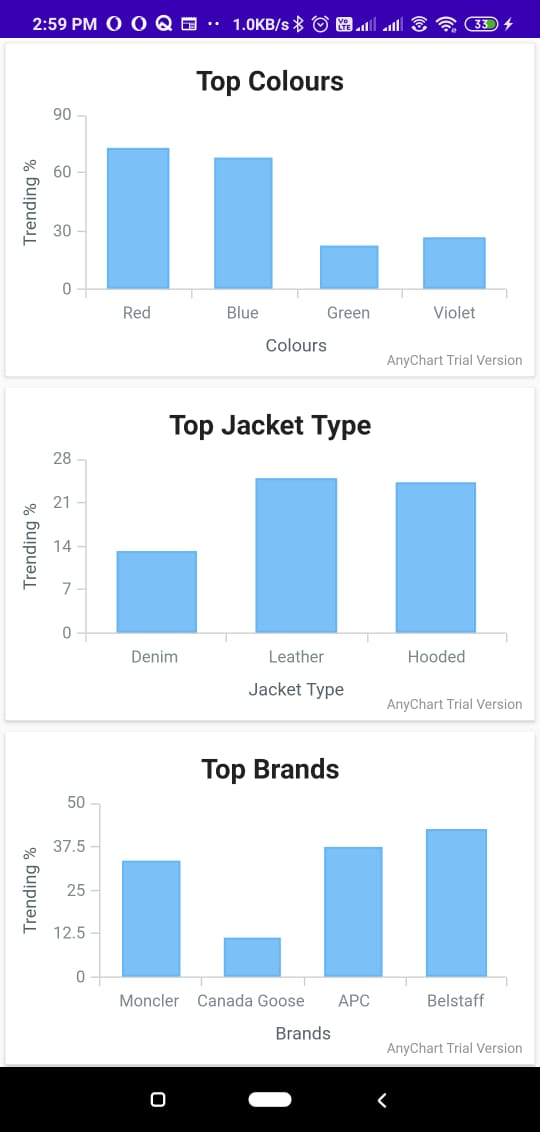 2:59 PM 1.0KB/s Vo LTE 33
Top Colours
90
60
30
0
Trending %
Red Blue Green Violet
Colours
AnyChart Trial Version
Top Jacket Type
28
21
14
7
0
Trending %
Denim Leather Hooded
Jacket Type
AnyChart Trial Version
Top Brands
50
37.5
25
12.5
0
Trending %
Moncler Canada Goose APC Belstaff
Brands
AnyChart Trial Version